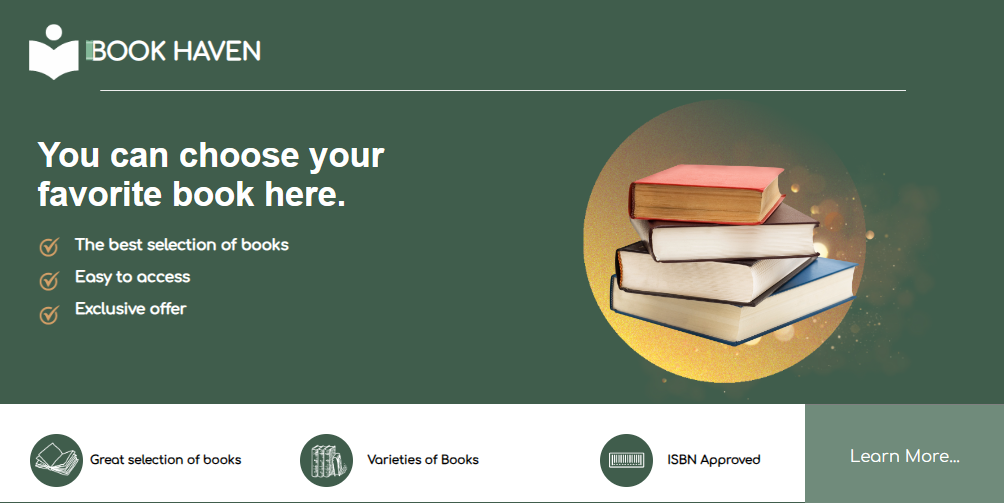 BOOK HAVEN
You can choose your
favorite book here.
The best selection of books
Easy to access
Exclusive offer
Great selection of books
Varieties of Books
ISBN Approved
Learn More...